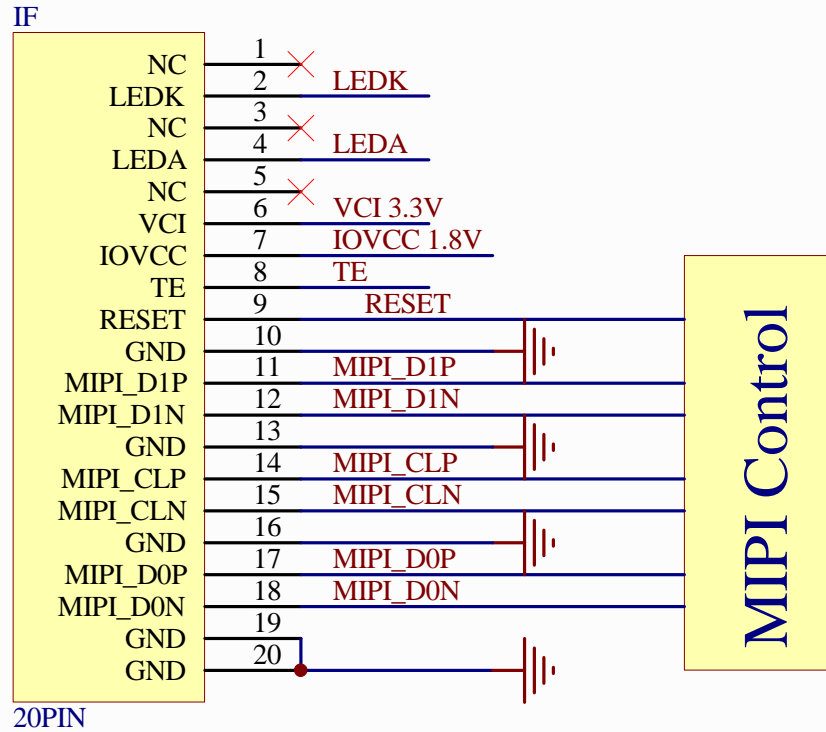 IF
NC 1
LEDK 2 LEDK
NC 3
LEDA 4 LEDA
NC 5
VCI 6 VCI 3.3V
IOVCC 7 IOVCC 1.8V
TE 8 TE
RESET 9 RESET
GND 10
MIPI_D1P 11 MIPI_D1P
MIPI_D1N 12 MIPI_D1N
GND 13
MIPI_CLP 14 MIPI_CLP
MIPI_CLN 15 MIPI_CLN
GND 16
MIPI_D0P 17 MIPI_D0P
MIPI_D0N 18 MIPI_D0N
GND 19
GND 20
20PIN
MIPI Control